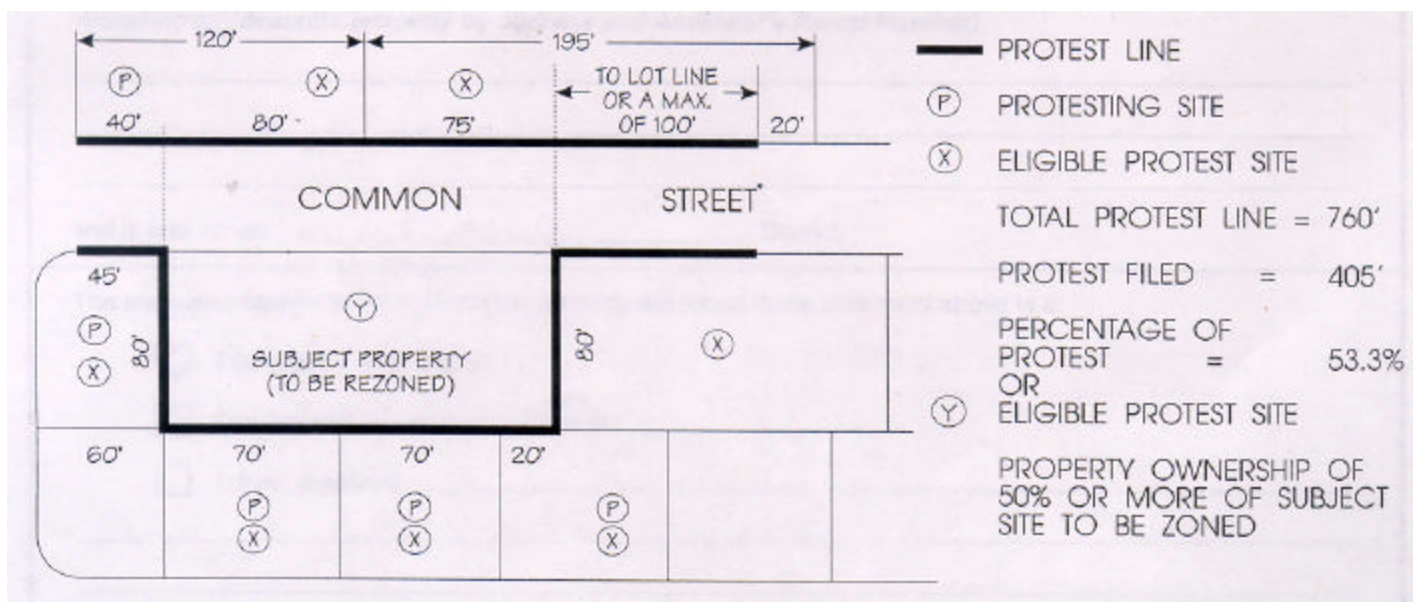 120'
195'
P X X
TO LOT LINE
OR A MAX.
OF 100'
40' 80' 75' 20'
COMMON STREET
45'
P
X
80'
Y
SUBJECT PROPERTY
(TO BE REZONED)
80'
X
60' 70' 70' 20'
P P P
X X X
PROTEST LINE
P PROTESTING SITE
X ELIGIBLE PROTEST SITE
TOTAL PROTEST LINE = 760'
PROTEST FILED = 405'
PERCENTAGE OF
PROTEST = 53.3%
OR
Y ELIGIBLE PROTEST SITE
PROPERTY OWNERSHIP OF
50% OR MORE OF SUBJECT
SITE TO BE ZONED